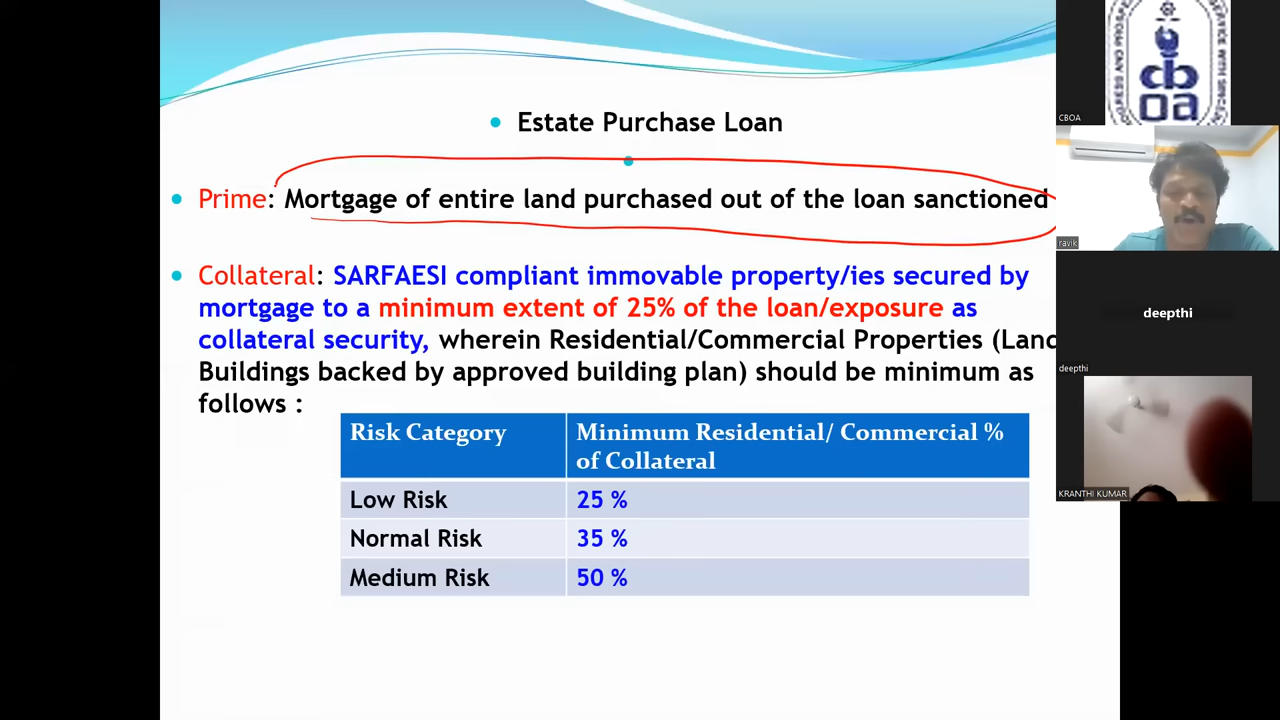 Estate Purchase Loan
Prime: Mortgage of entire land purchased out of the loan sanctioned
Collateral: SARFAESI compliant immovable property/ies secured by
mortgage to a minimum extent of 25% of the loan/exposure as
collateral security, wherein Residential/Commercial Properties (Lan
Buildings backed by approved building plan) should be minimum as
follows :
Risk Category
Minimum Residential/ Commercial %
of Collateral
Low Risk
25 %
Normal Risk
35 %
Medium Risk
50 %
cb
oa
CBOA
ravik
deepthi
deepthi
KRANTHI KUMAR